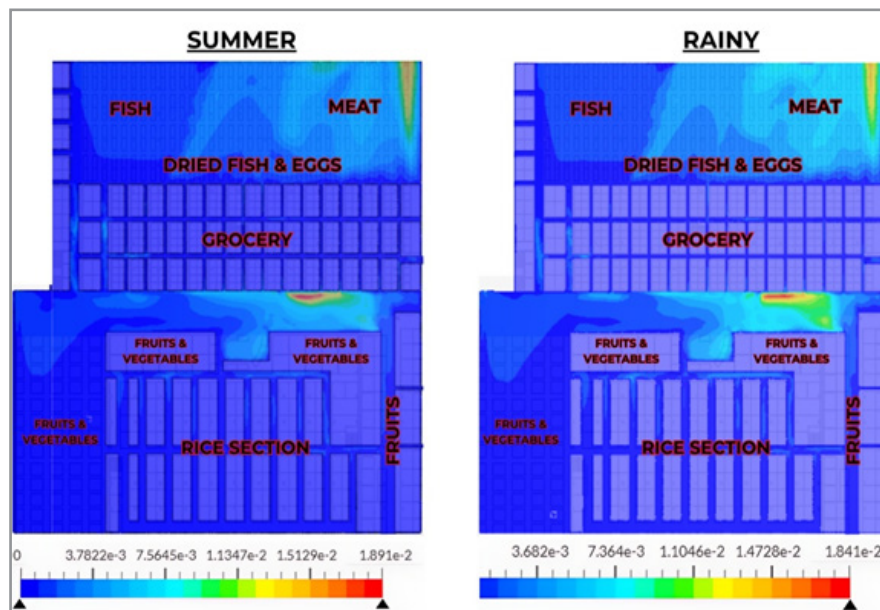 SUMMER
FISH
MEAT
DRIED FISH & EGGS
GROCERY
FRUITS &
VEGETABLES
FRUITS &
VEGETABLES
FRUITS &
VEGETABLES
RICE SECTION
FRUITS
0 3.7822e-3 7.5645e-3 1.1347e-2 1.5129e-2 1.891e-2
RAINY
FISH
MEAT
DRIED FISH & EGGS
GROCERY
FRUITS &
VEGETABLES
FRUITS &
VEGETABLES
FRUITS &
VEGETABLES
RICE SECTION
FRUITS
3.682e-3 7.364e-3 1.1046e-2 1.4728e-2 1.841e-2